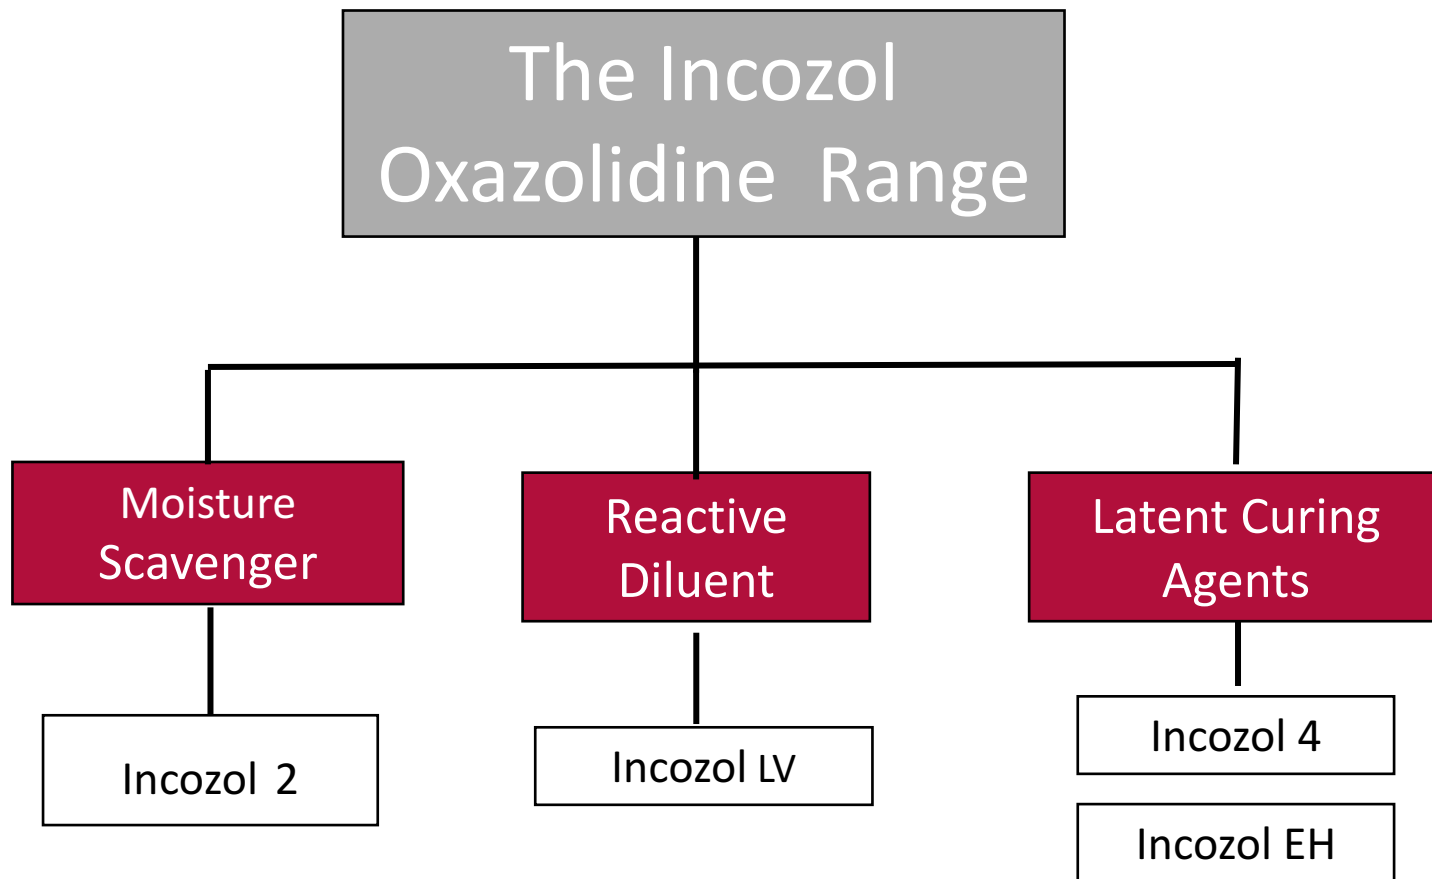 The Incozol
Oxazolidine  Range
Moisture
Scavenger
Reactive
Diluent
Latent Curing
Agents
Incozol 2
Incozol LV
Incozol 4
Incozol EH